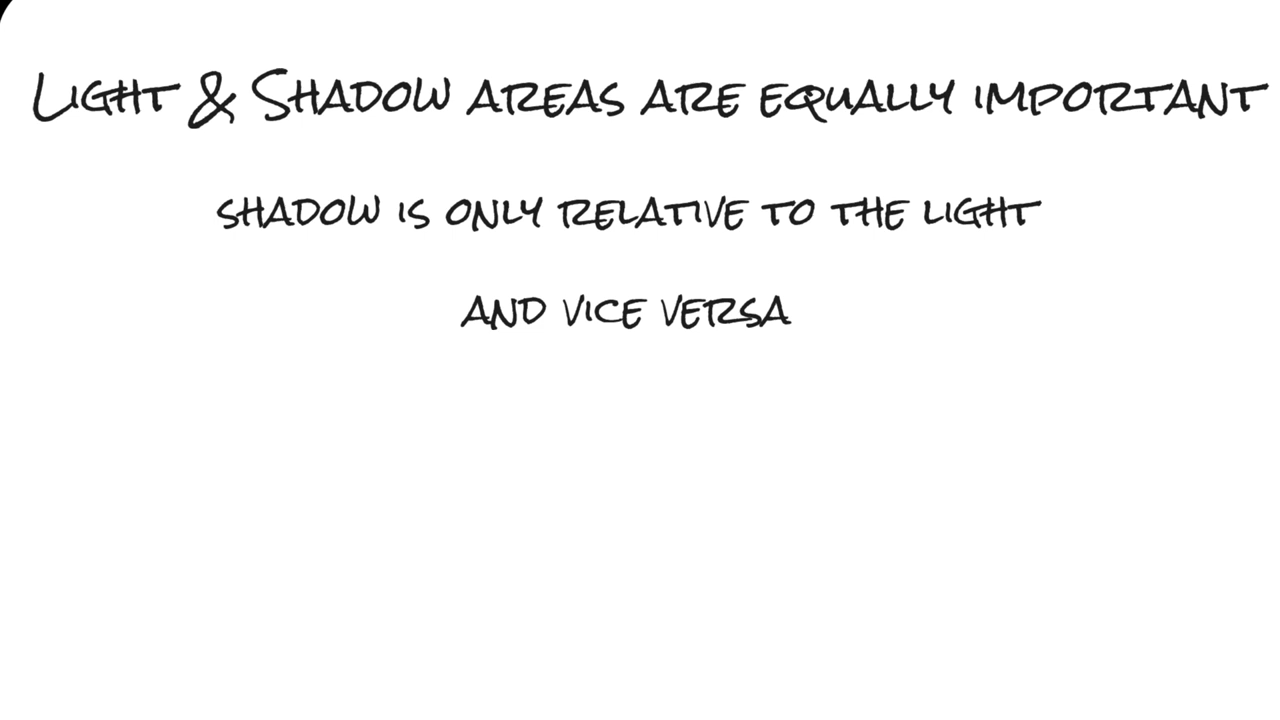 Light & Shadow areas are equally important
shadow is only relative to the light
and vice versa